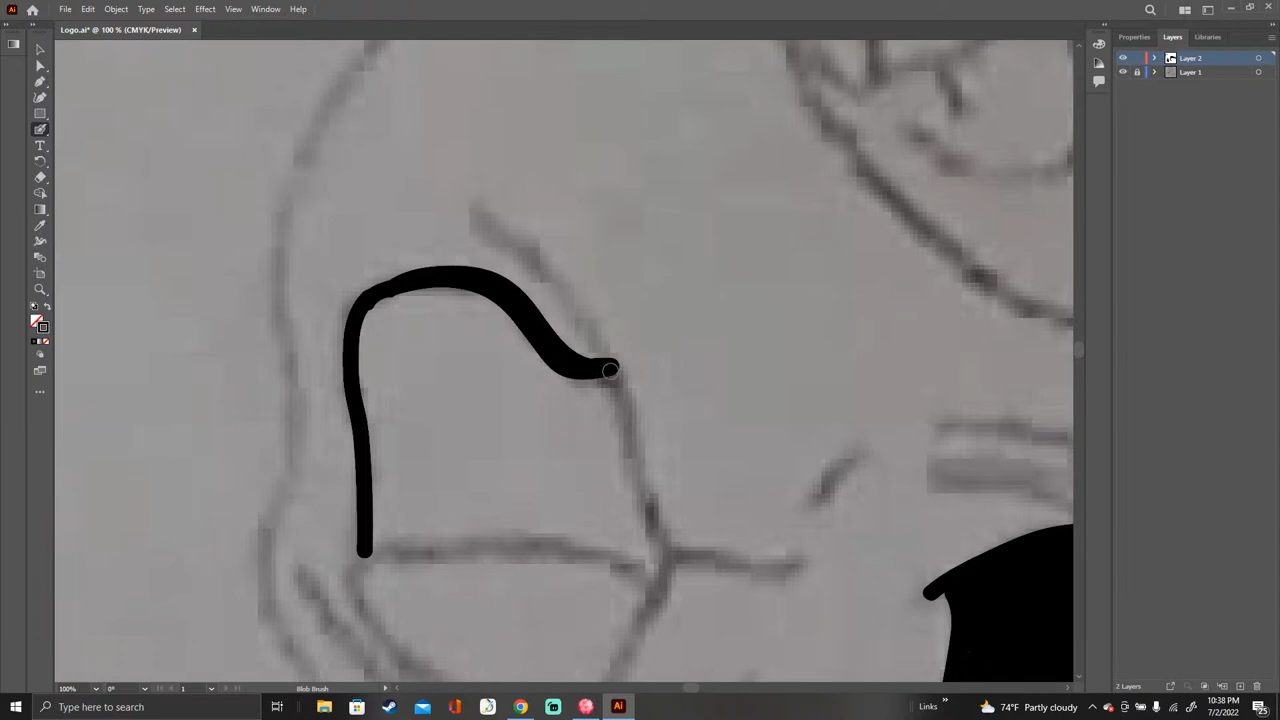 File Edit Object Type Select Effect View Window Help
Logo.ai* @ 100 % (CMYK/Preview) ×
Properties Layers Libraries
Layer 2
Layer 1
100% 0° 1 Blob Brush
2 Layers
Type here to search
Links
74°F Partly cloudy
10:38 PM
7/2/2022